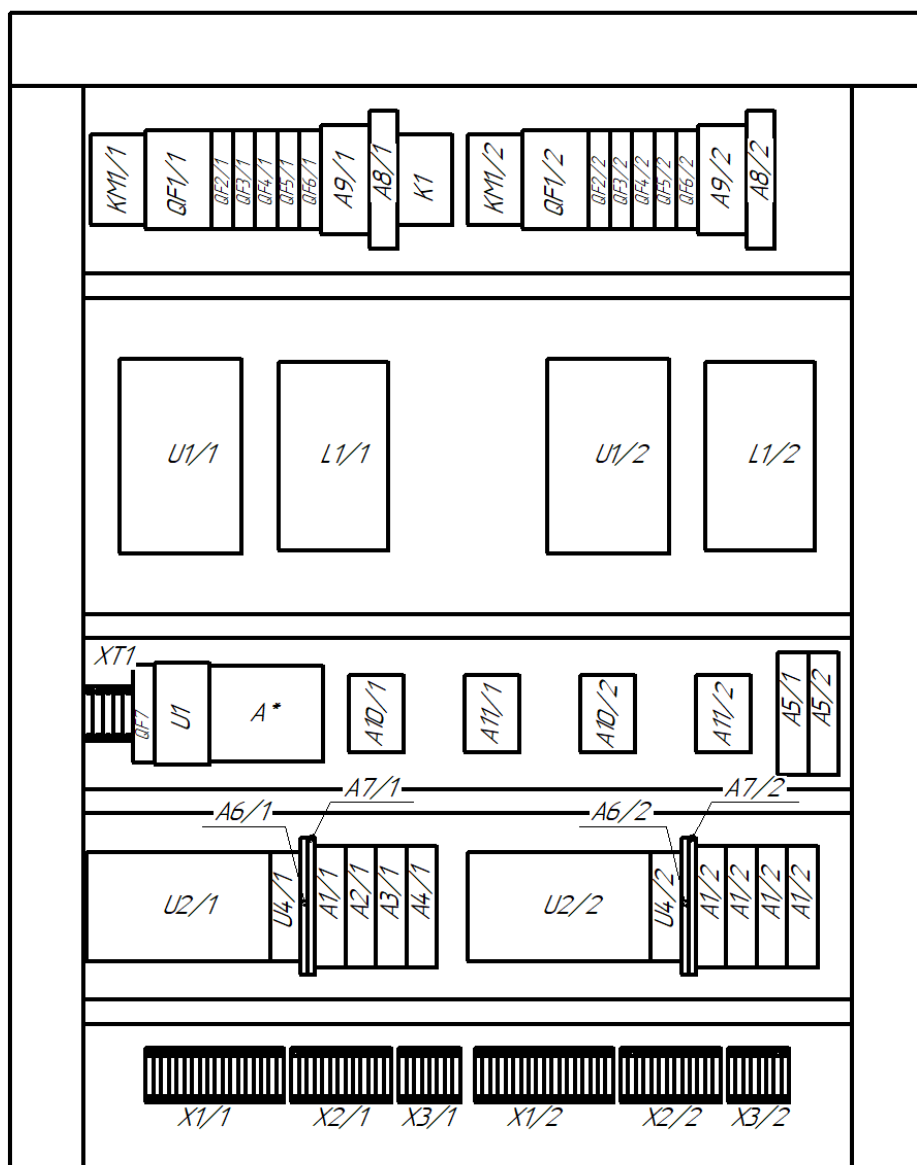 KM1/1 QF1/1 QF2/1 QF3/1 QF4/1 QF5/1 QF6/1 A9/1 A8/1 K1 KM1/2 QF1/2 QF2/2 QF3/2 QF4/2 QF5/2 QF6/2 A9/2 A8/2
U1/1 L1/1 U1/2 L1/2
XT1
QF7 U1 A* A10/1 A11/1 A10/2 A11/2 A5/1 A5/2
A6/1 A7/1 A6/2 A7/2
U2/1 U4/1 A1/1 A2/1 A3/1 A4/1 U2/2 U4/2 A1/2 A1/2 A1/2 A1/2
X1/1 X2/1 X3/1 X1/2 X2/2 X3/2